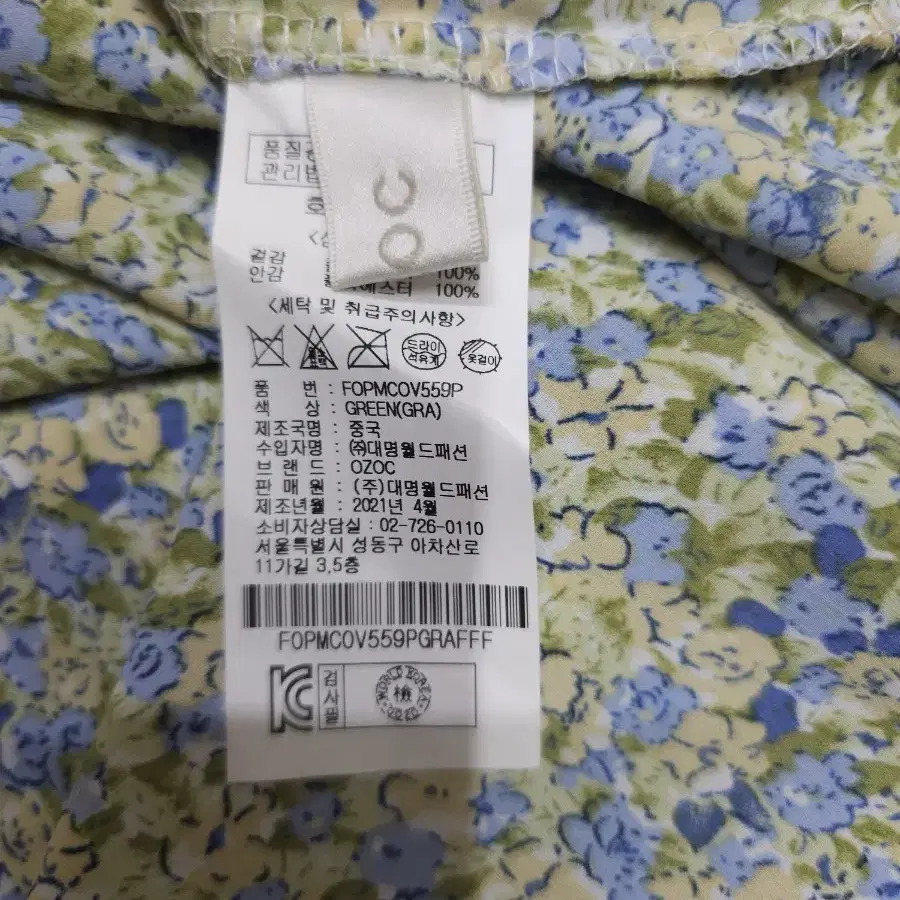 OC
품질
관리법
겉감 100%
안감 에스터 100%
<세탁 및 취급주의사항>
드라이
석유계
옷걸이
품 번 : FOPMCOV559P
색 상 : GREEN(GRA)
제조국명 : 중국
수입자명 : ㈜대명월드패션
브 랜 드 : OZOC
판 매 원 : (주)대명월드패션
제조년월 : 2021년 4월
소비자상담실 : 02-726-0110
서울특별시 성동구 아차산로
11가길 3,5층
FOPMCOV559PGRAFFF
검사필
WORLD KOREA
檢